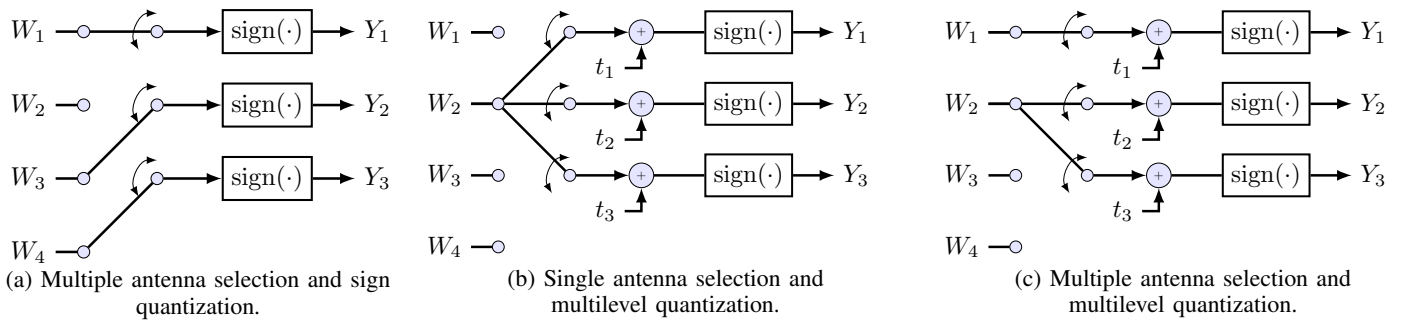 W₁ sign(·) Y₁
W₂ sign(·) Y₂
W₃ sign(·) Y₃
W₄
(a) Multiple antenna selection and sign
quantization.
W₁ + sign(·) Y₁
t₁
W₂ + sign(·) Y₂
t₂
W₃ + sign(·) Y₃
t₃
W₄
(b) Single antenna selection and
multilevel quantization.
W₁ + sign(·) Y₁
t₁
W₂ + sign(·) Y₂
t₂
W₃ + sign(·) Y₃
t₃
W₄
(c) Multiple antenna selection and
multilevel quantization.